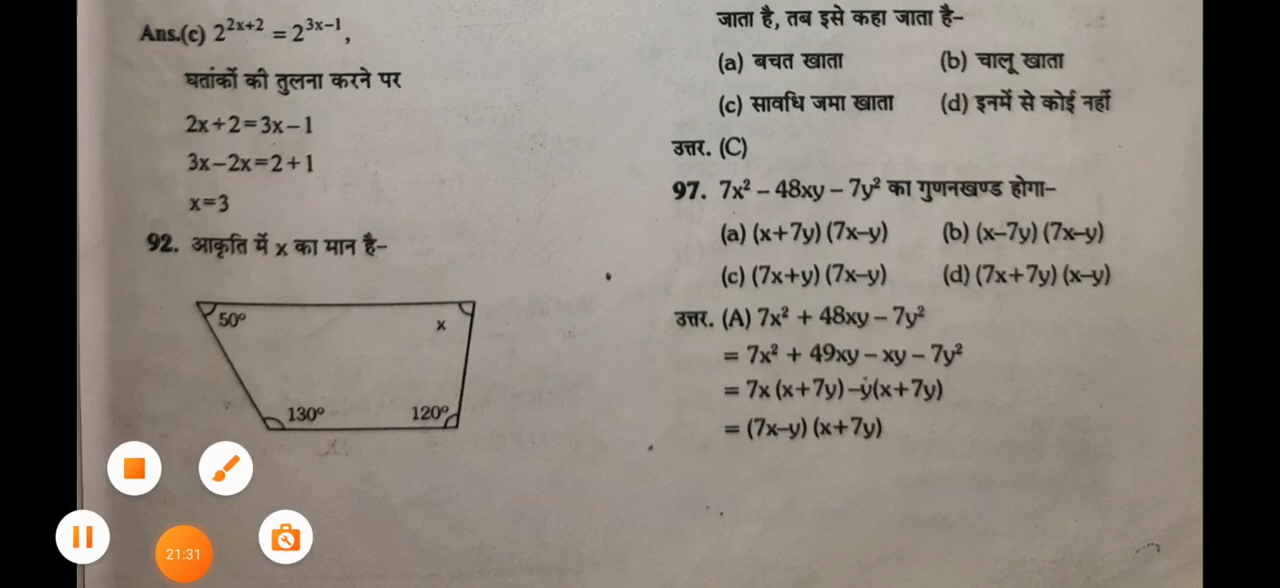 Ans.(c) 2^{2x+2} = 2^{3x–1},
घतांकों की तुलना करने पर
2x+2=3x–1
3x–2x=2+1
x=3
92. आकृति में x का मान है–
50º
x
130º
120º
जाता है, तब इसे कहा जाता है–
(a) बचत खाता (b) चालू खाता
(c) सावधि जमा खाता (d) इनमें से कोई नहीं
उत्तर. (C)
97. 7x² – 48xy – 7y² का गुणनखण्ड होगा–
(a) (x+7y) (7x–y) (b) (x–7y) (7x–y)
(c) (7x+y) (7x–y) (d) (7x+7y) (x–y)
उत्तर. (A) 7x² + 48xy – 7y²
= 7x² + 49xy – xy – 7y²
= 7x (x+7y) –y(x+7y)
= (7x–y) (x+7y)
21:31